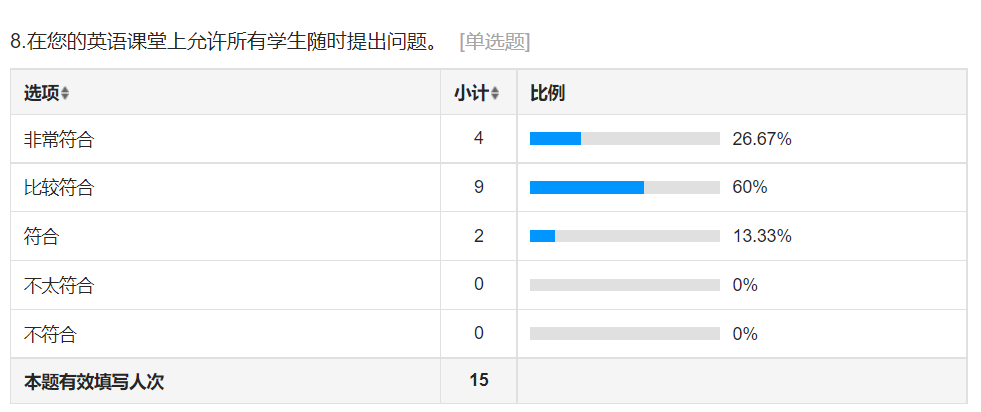 8.在您的英语课堂上允许所有学生随时提出问题。 [单选题]
选项 小计 比例
非常符合 4 26.67%
比较符合 9 60%
符合 2 13.33%
不太符合 0 0%
不符合 0 0%
本题有效填写人次 15